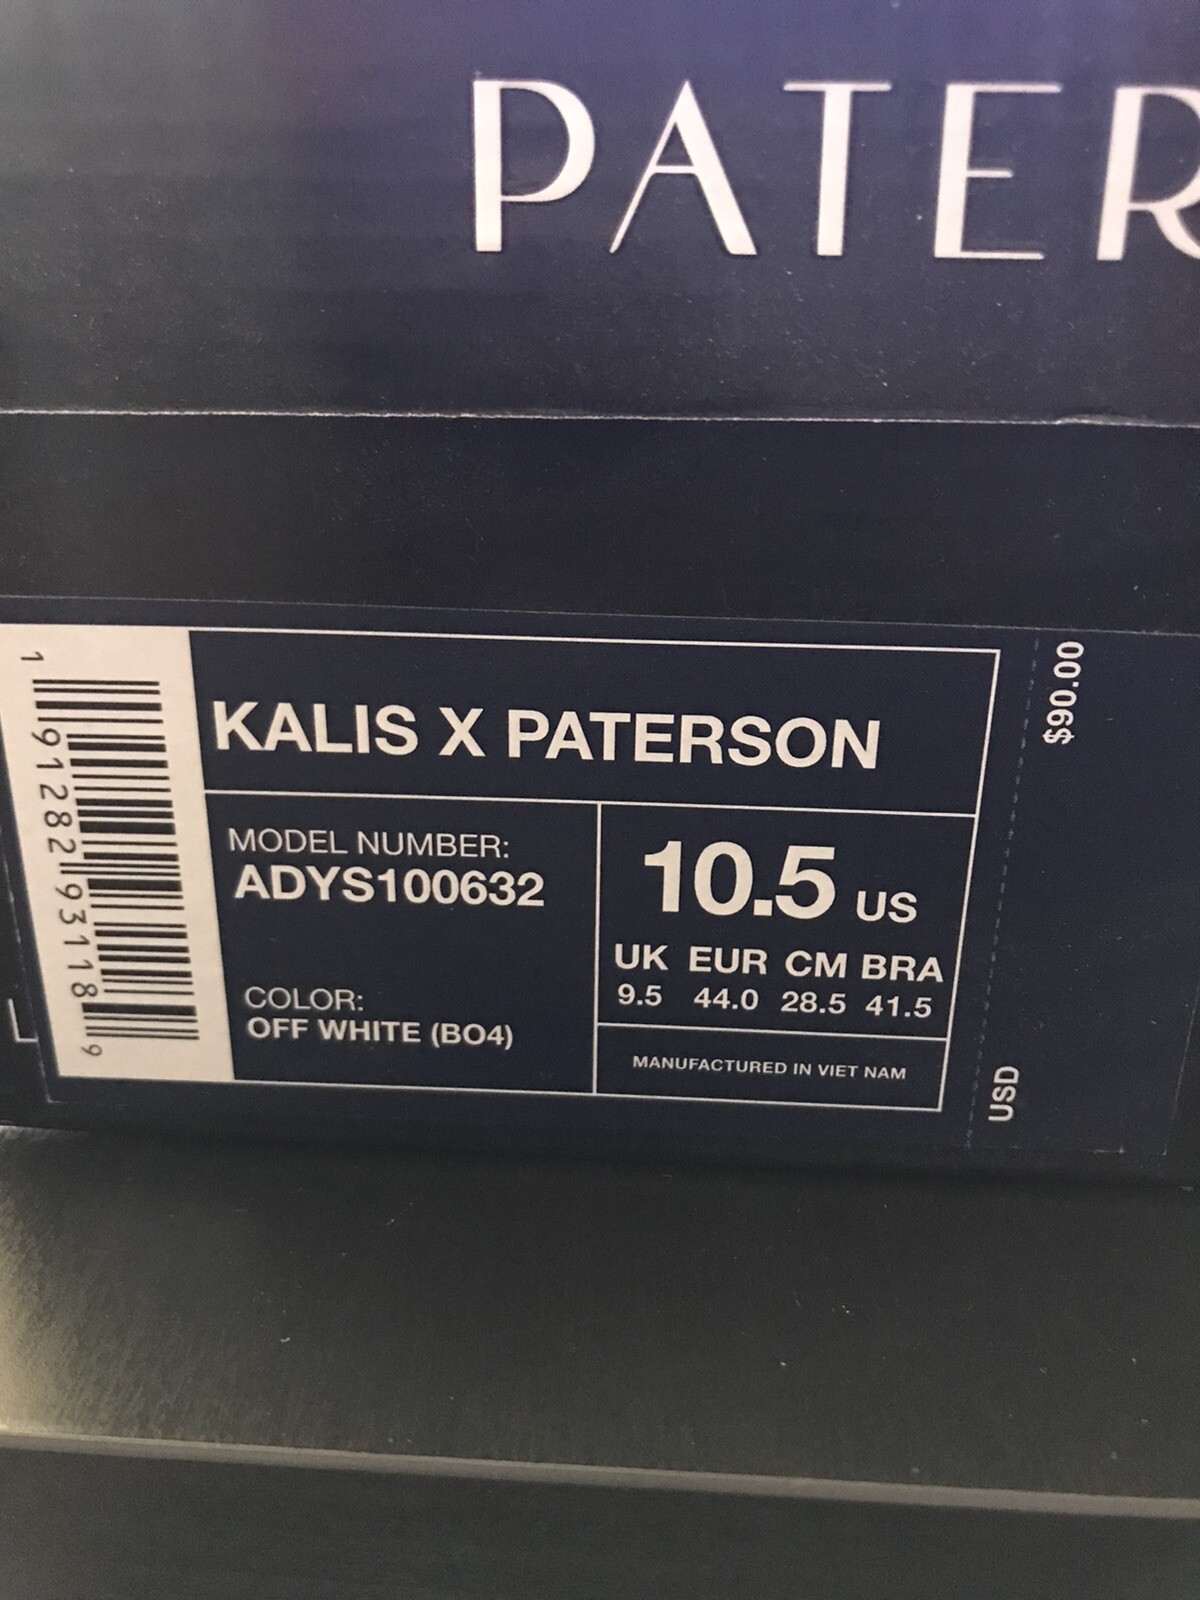 PATER
KALIS X PATERSON
MODEL NUMBER:
ADYS100632
COLOR:
OFF WHITE (BO4)
10.5 US
UK EUR CM BRA
9.5 44.0 28.5 41.5
MANUFACTURED IN VIET NAM
$90.00
USD
1 91282 93118 9